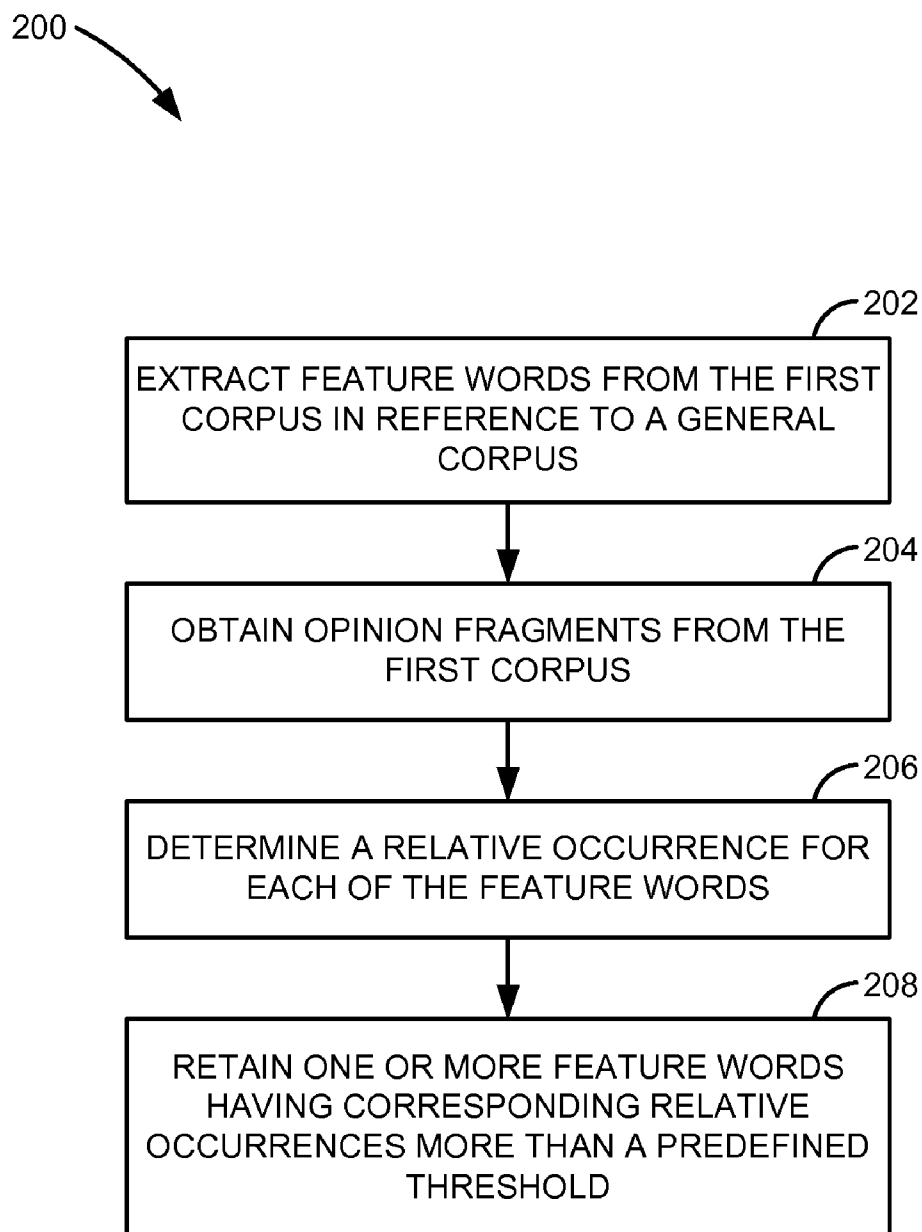 200
202
EXTRACT FEATURE WORDS FROM THE FIRST
CORPUS IN REFERENCE TO A GENERAL
CORPUS
204
OBTAIN OPINION FRAGMENTS FROM THE
FIRST CORPUS
206
DETERMINE A RELATIVE OCCURRENCE FOR
EACH OF THE FEATURE WORDS
208
RETAIN ONE OR MORE FEATURE WORDS
HAVING CORRESPONDING RELATIVE
OCCURRENCES MORE THAN A PREDEFINED
THRESHOLD